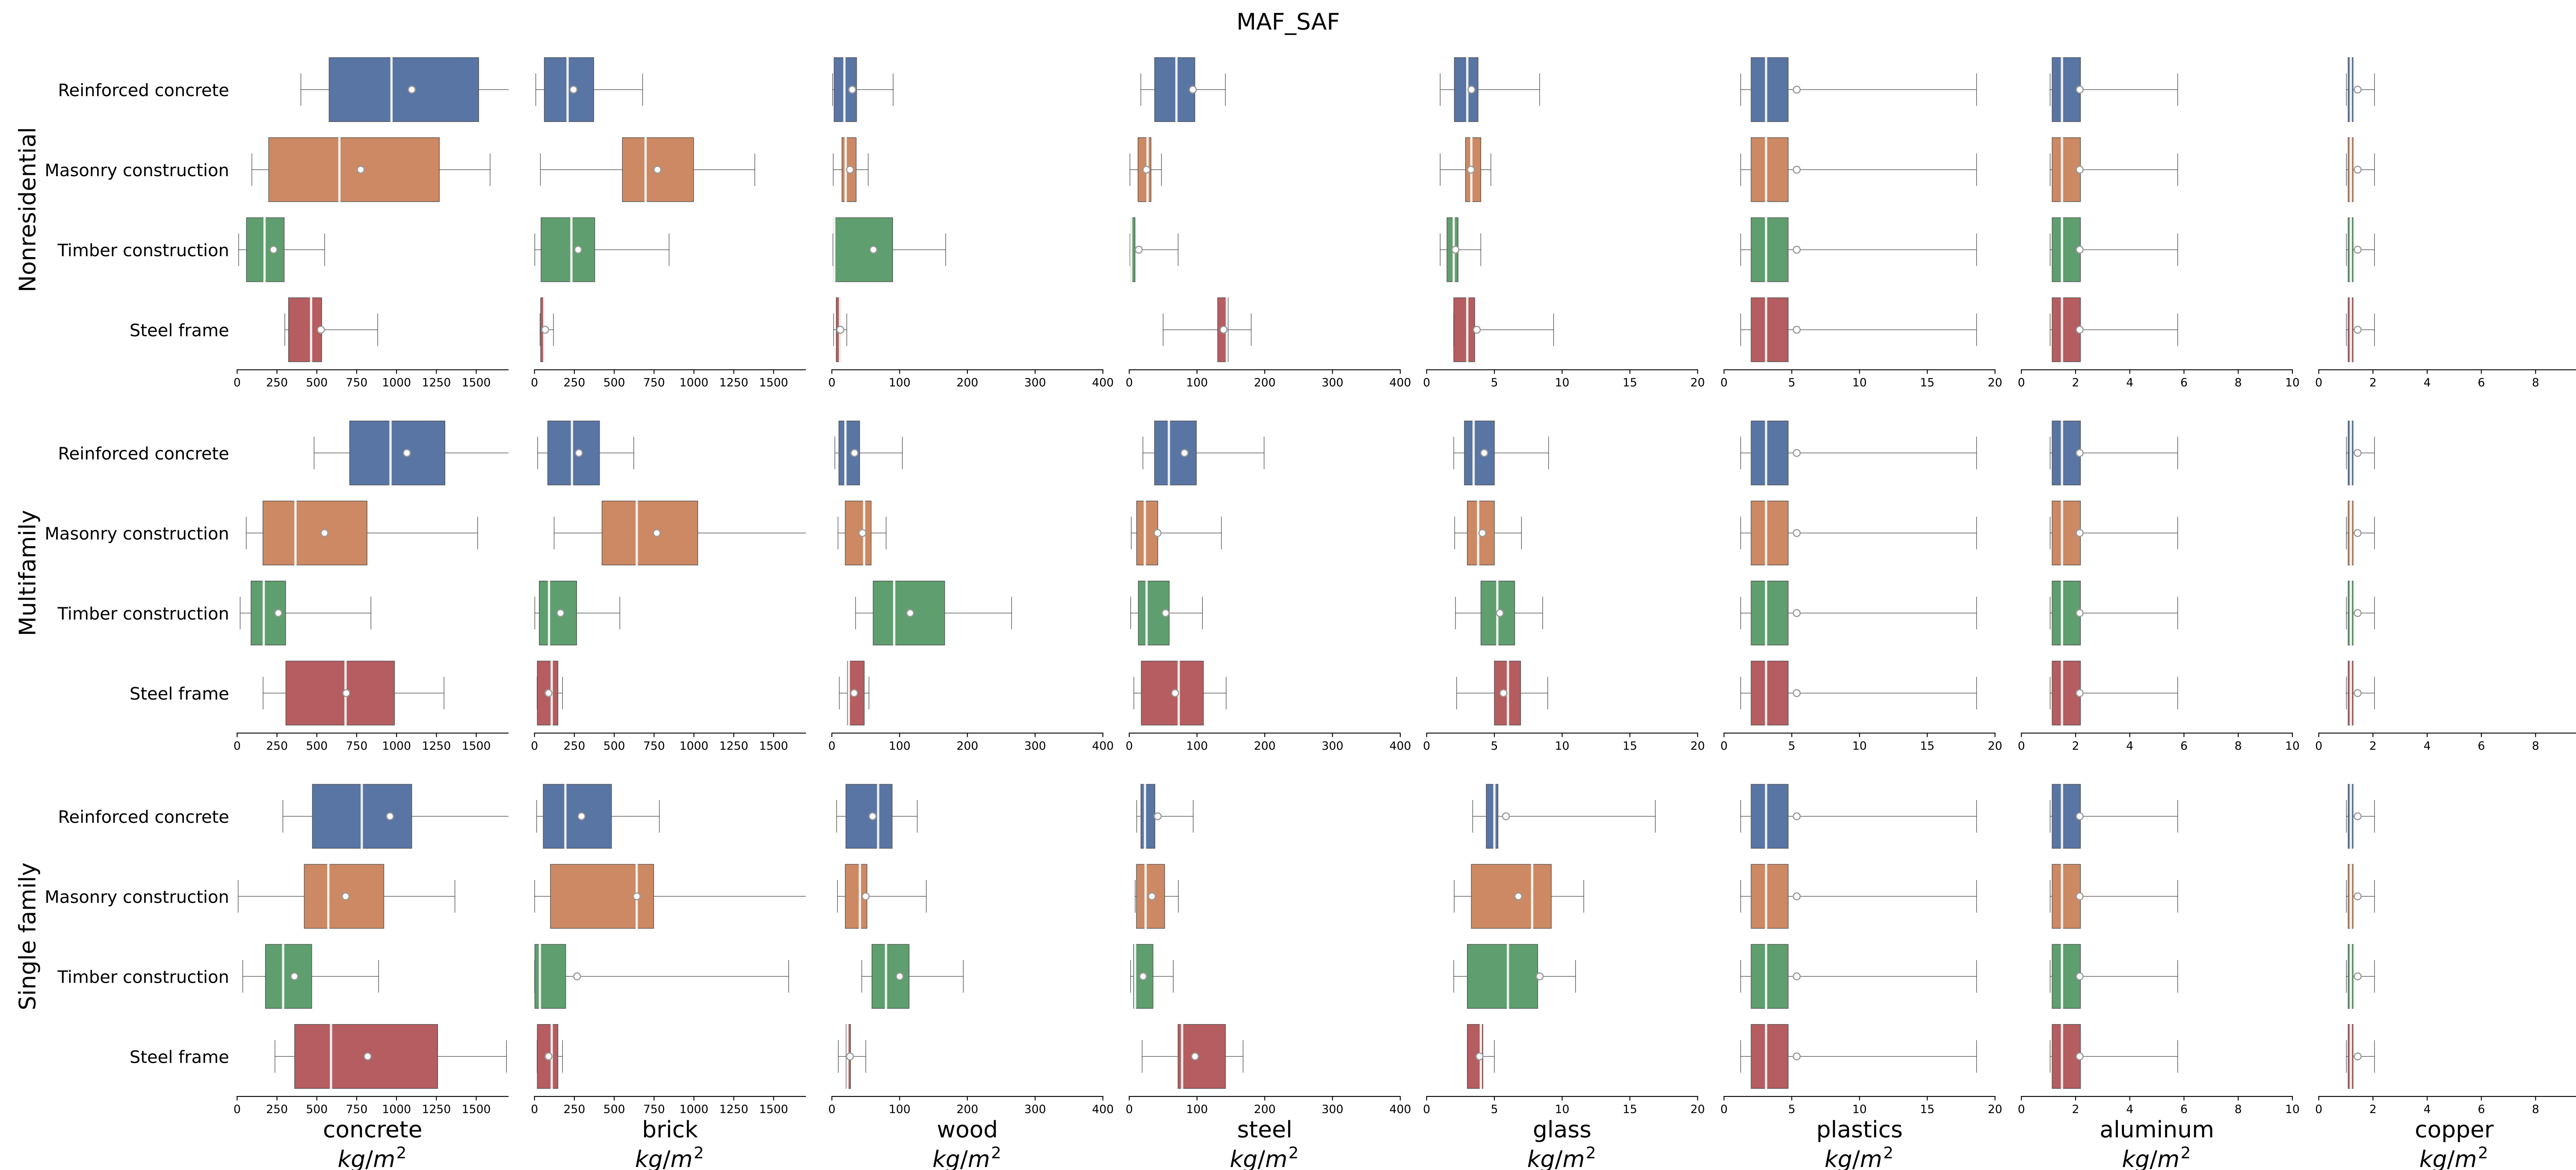 MAF_SAF
Nonresidential
Reinforced concrete
Masonry construction
Timber construction
Steel frame
0 250 500 750 1000 1250 1500
0 250 500 750 1000 1250 1500
0 100 200 300 400
0 100 200 300 400
0 5 10 15 20
0 5 10 15 20
0 2 4 6 8 10
0 2 4 6 8
Multifamily
Reinforced concrete
Masonry construction
Timber construction
Steel frame
0 250 500 750 1000 1250 1500
0 250 500 750 1000 1250 1500
0 100 200 300 400
0 100 200 300 400
0 5 10 15 20
0 5 10 15 20
0 2 4 6 8 10
0 2 4 6 8
Single family
Reinforced concrete
Masonry construction
Timber construction
Steel frame
0 250 500 750 1000 1250 1500
0 250 500 750 1000 1250 1500
0 100 200 300 400
0 100 200 300 400
0 5 10 15 20
0 5 10 15 20
0 2 4 6 8 10
0 2 4 6 8
concrete
kg/m²
brick
kg/m²
wood
kg/m²
steel
kg/m²
glass
kg/m²
plastics
kg/m²
aluminum
kg/m²
copper
kg/m²